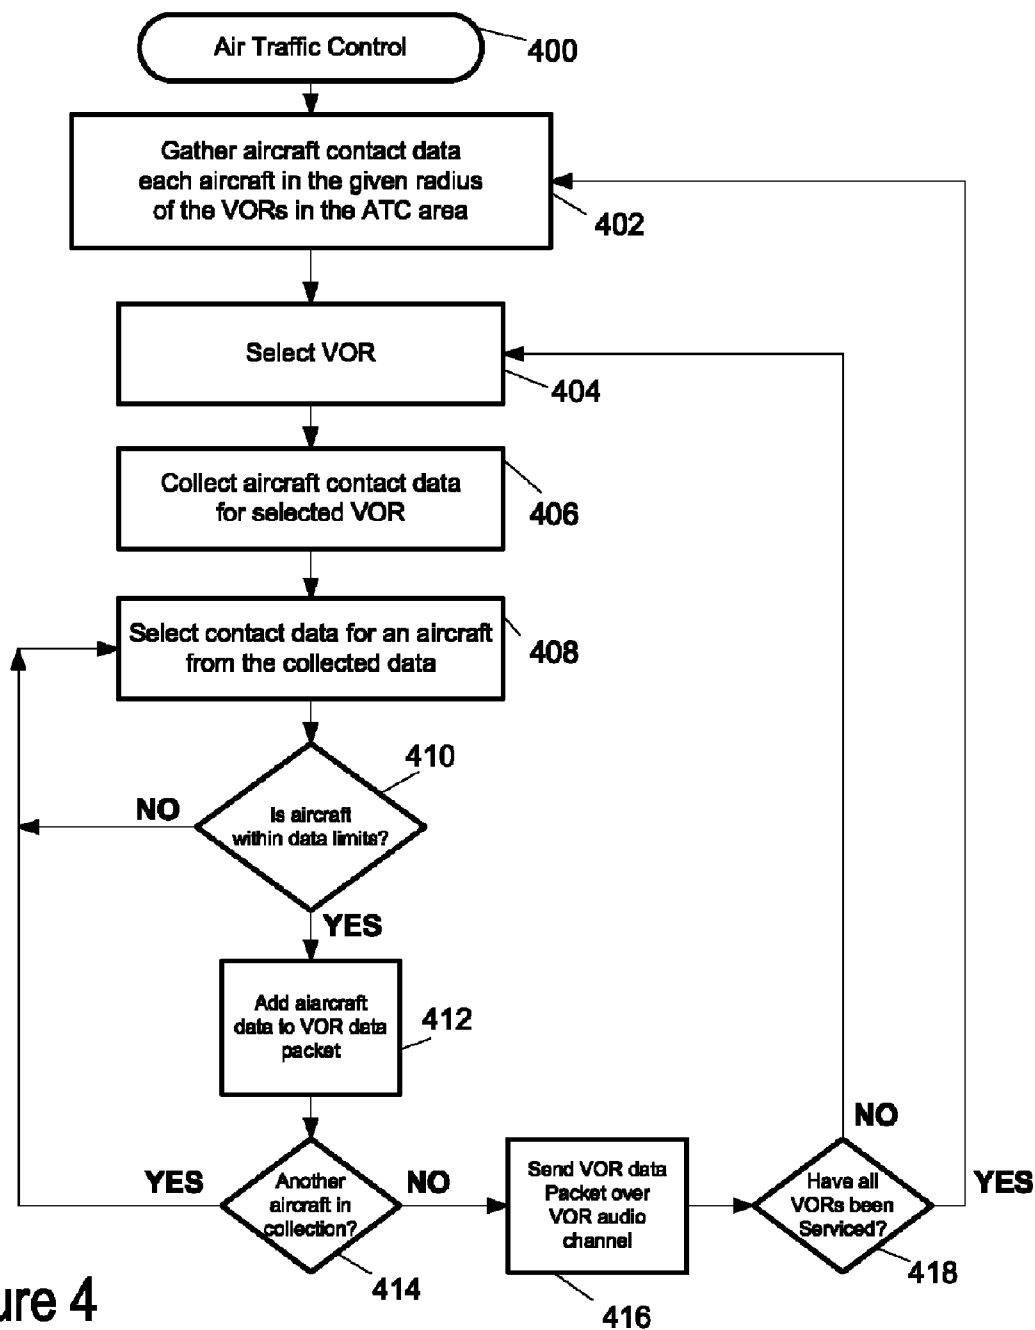 Air Traffic Control
400
Gather aircraft contact data
each aircraft in the given radius
of the VORs in the ATC area
402
Select VOR
404
Collect aircraft contact data
for selected VOR
406
Select contact data for an aircraft
from the collected data
408
410
NO
Is aircraft
within data limits?
YES
Add aiarcraft
data to VOR data
packet
412
YES
Another
aircraft in
collection?
NO
414
Send VOR data
Packet over
VOR audio
channel
416
NO
Have all
VORs been
Serviced?
YES
418
ure 4